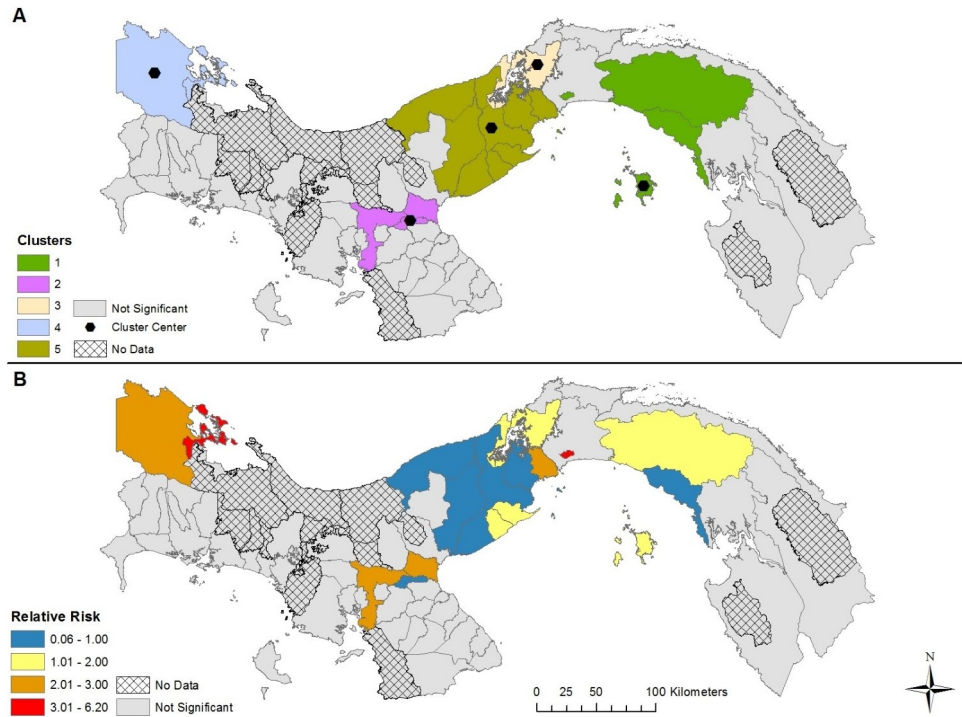 A
Clusters
1
2
3 Not Significant
4 Cluster Center
5 No Data
B
Relative Risk
0.06 - 1.00
1.01 - 2.00
2.01 - 3.00 No Data
3.01 - 6.20 Not Significant
0 25 50 100 Kilometers
N